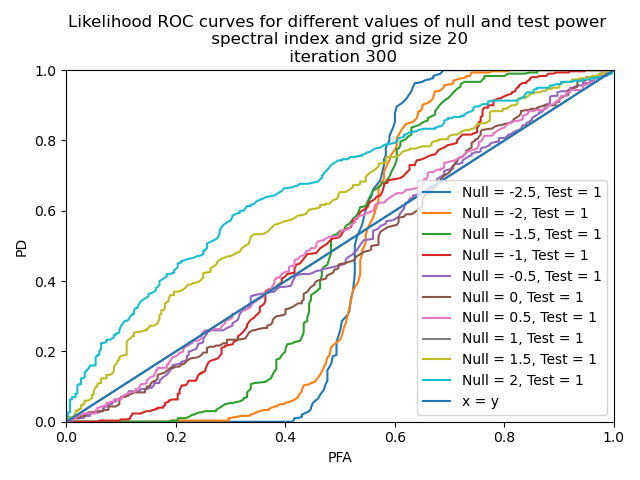 Likelihood ROC curves for different values of null and test power
spectral index and grid size 20
iteration 300
1.0
0.8
0.6
0.4
0.2
0.0
PD
Null = -2.5, Test = 1
Null = -2, Test = 1
Null = -1.5, Test = 1
Null = -1, Test = 1
Null = -0.5, Test = 1
Null = 0, Test = 1
Null = 0.5, Test = 1
Null = 1, Test = 1
Null = 1.5, Test = 1
Null = 2, Test = 1
x = y
0.0 0.2 0.4 0.6 0.8 1.0
PFA